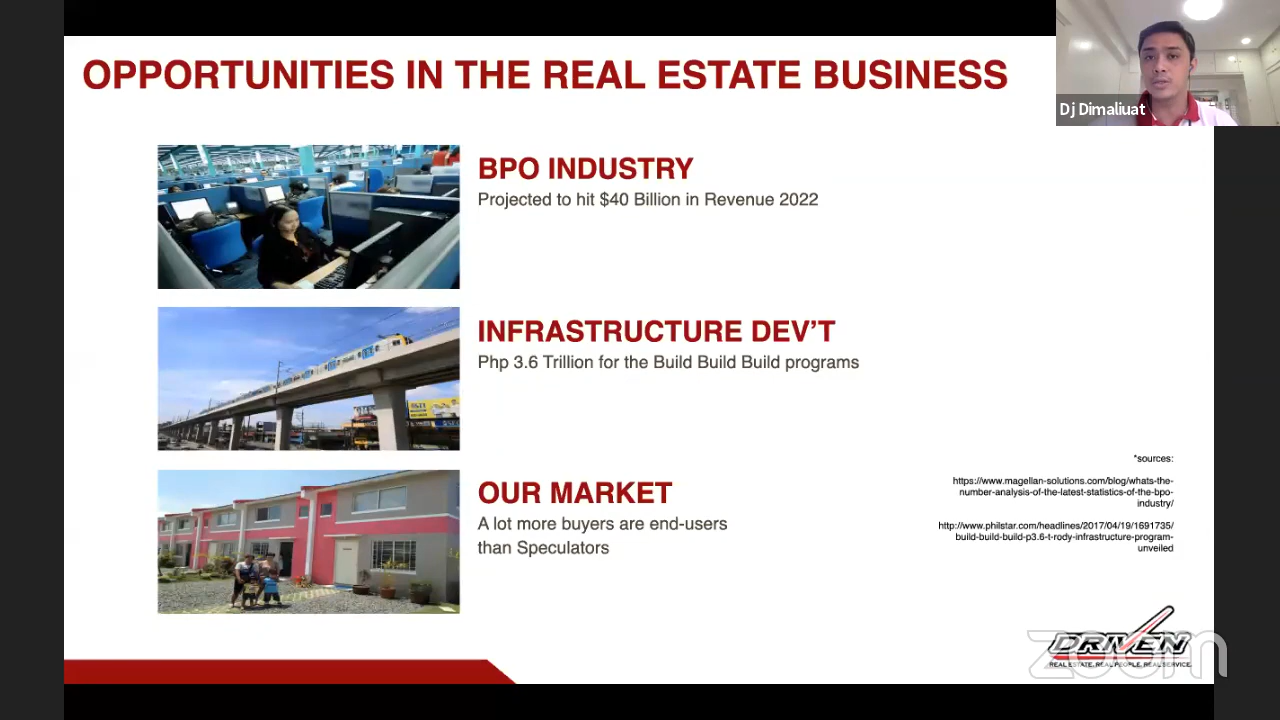 OPPORTUNITIES IN THE REAL ESTATE BUSINESS
Dj Dimaliuat
BPO INDUSTRY
Projected to hit $40 Billion in Revenue 2022
INFRASTRUCTURE DEV'T
Php 3.6 Trillion for the Build Build Build programs
OUR MARKET
A lot more buyers are end-users
than Speculators
*sources:
https://www.magellan-solutions.com/blog/whats-the-
number-analysis-of-the-latest-statistics-of-the-bpo-
industry/
http://www.philstar.com/headlines/2017/04/19/1691735/
build-build-build-p3.6-t-rody-infrastructure-program-
unveiled
DRIVEN
REAL ESTATE. REAL PEOPLE. REAL SERVICE.
zoom